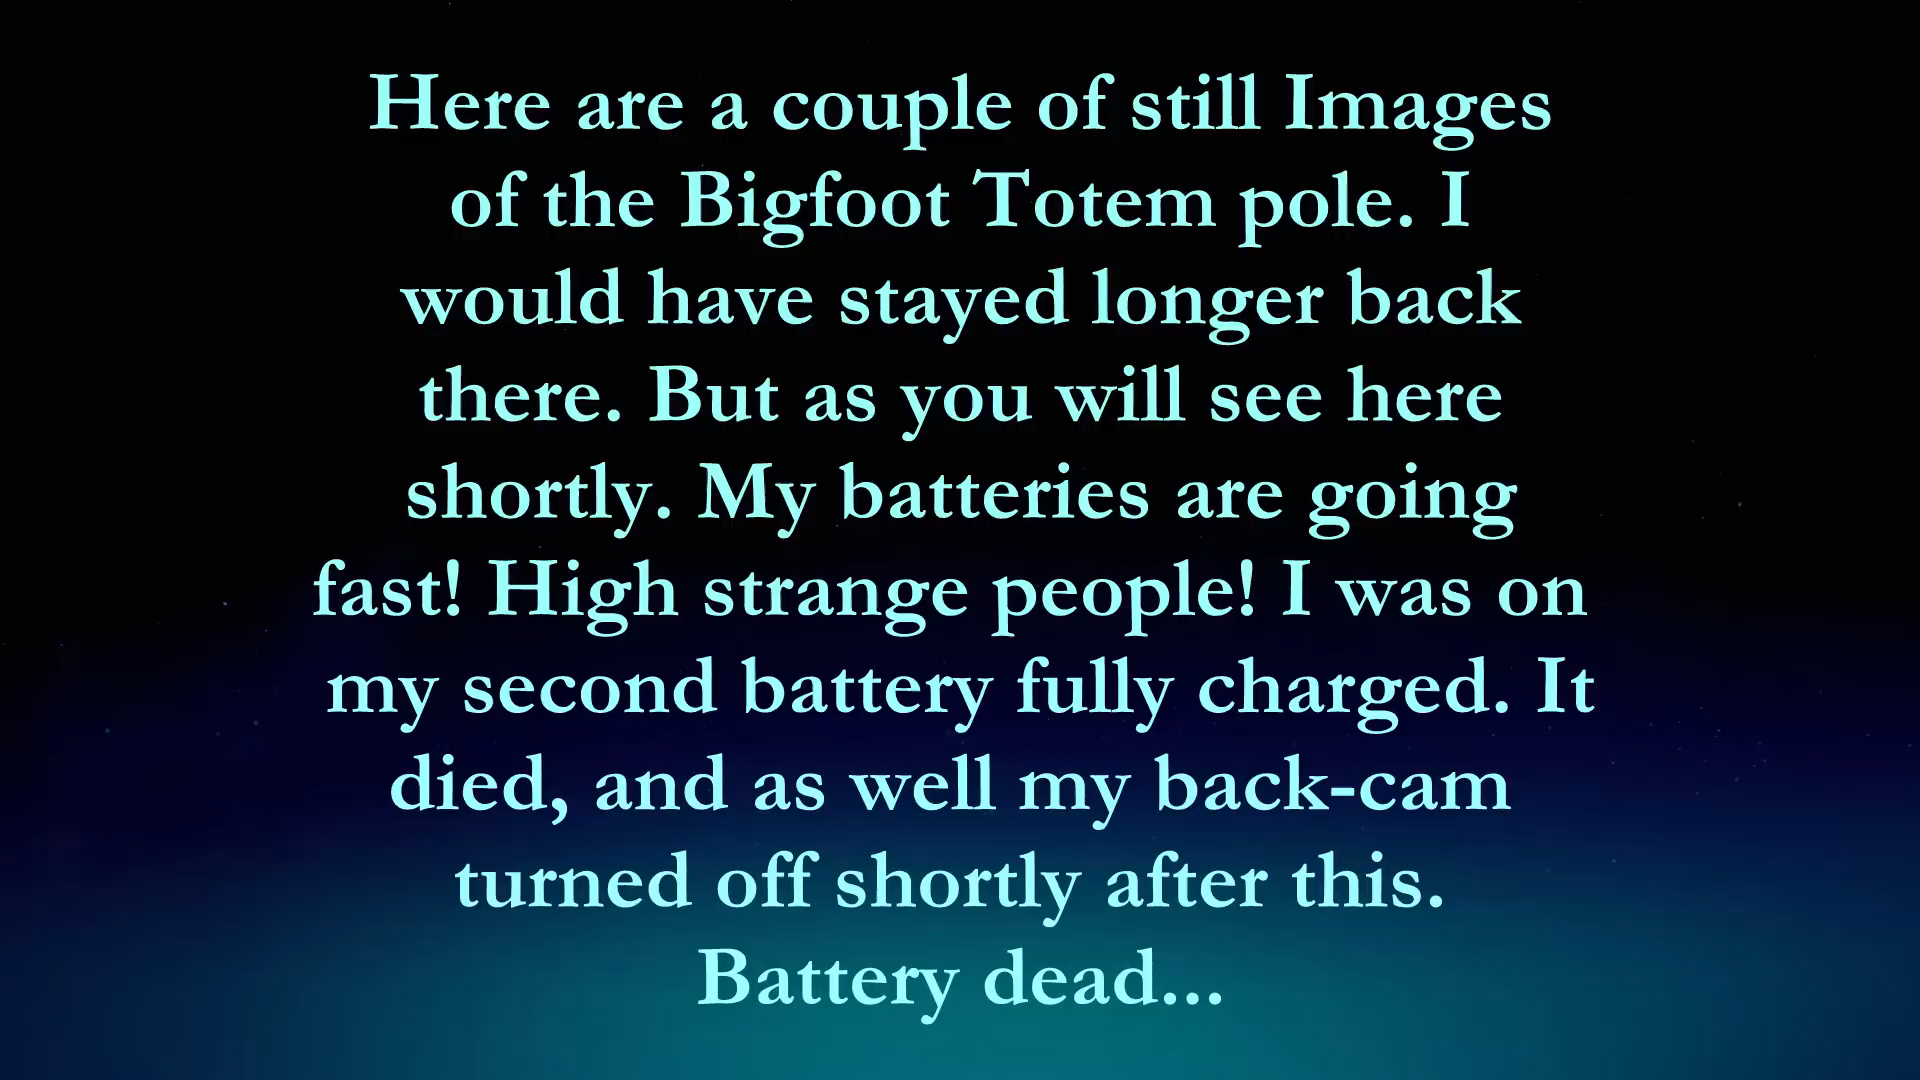 Here are a couple of still Images
of the Bigfoot Totem pole. I
would have stayed longer back
there. But as you will see here
shortly. My batteries are going
fast! High strange people! I was on
my second battery fully charged. It
died, and as well my back-cam
turned off shortly after this.
Battery dead...